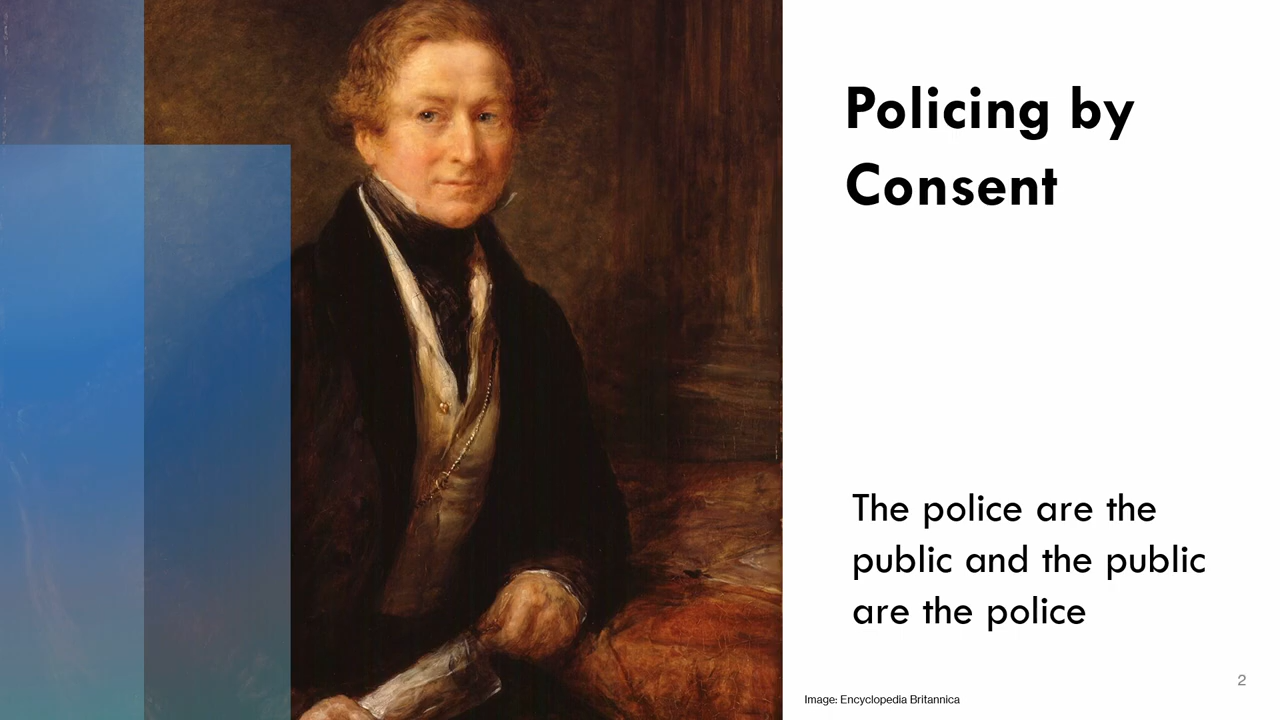 Policing by
Consent
The police are the
public and the public
are the police
2
Image: Encyclopedia Britannica